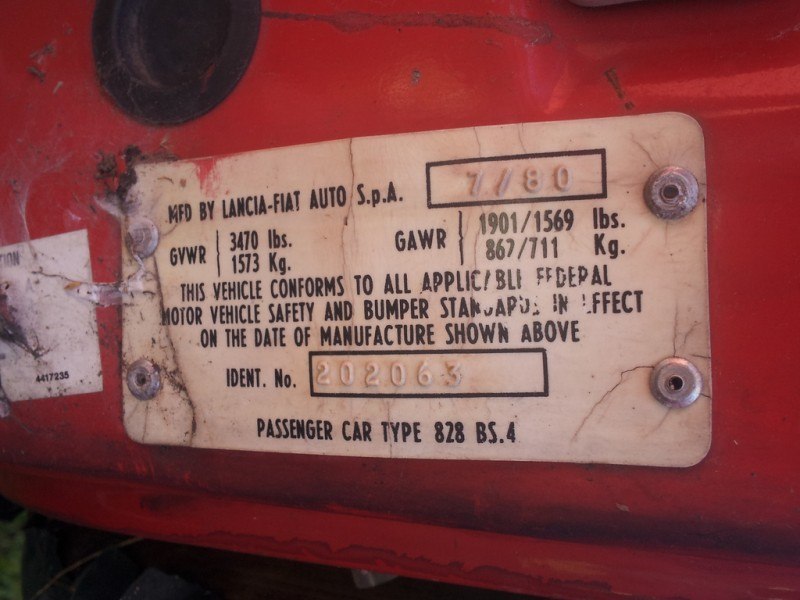 MFD BY LANCIA-FIAT AUTO S.p.A. 7/80
GVWR 3470 lbs. 1573 Kg. GAWR 1901/1569 lbs. 867/711 Kg.
THIS VEHICLE CONFORMS TO ALL APPLICABLE FEDERAL
MOTOR VEHICLE SAFETY AND BUMPER STANDARDS IN EFFECT
ON THE DATE OF MANUFACTURE SHOWN ABOVE
IDENT. No. 202063
PASSENGER CAR TYPE 828 BS.4
4417235